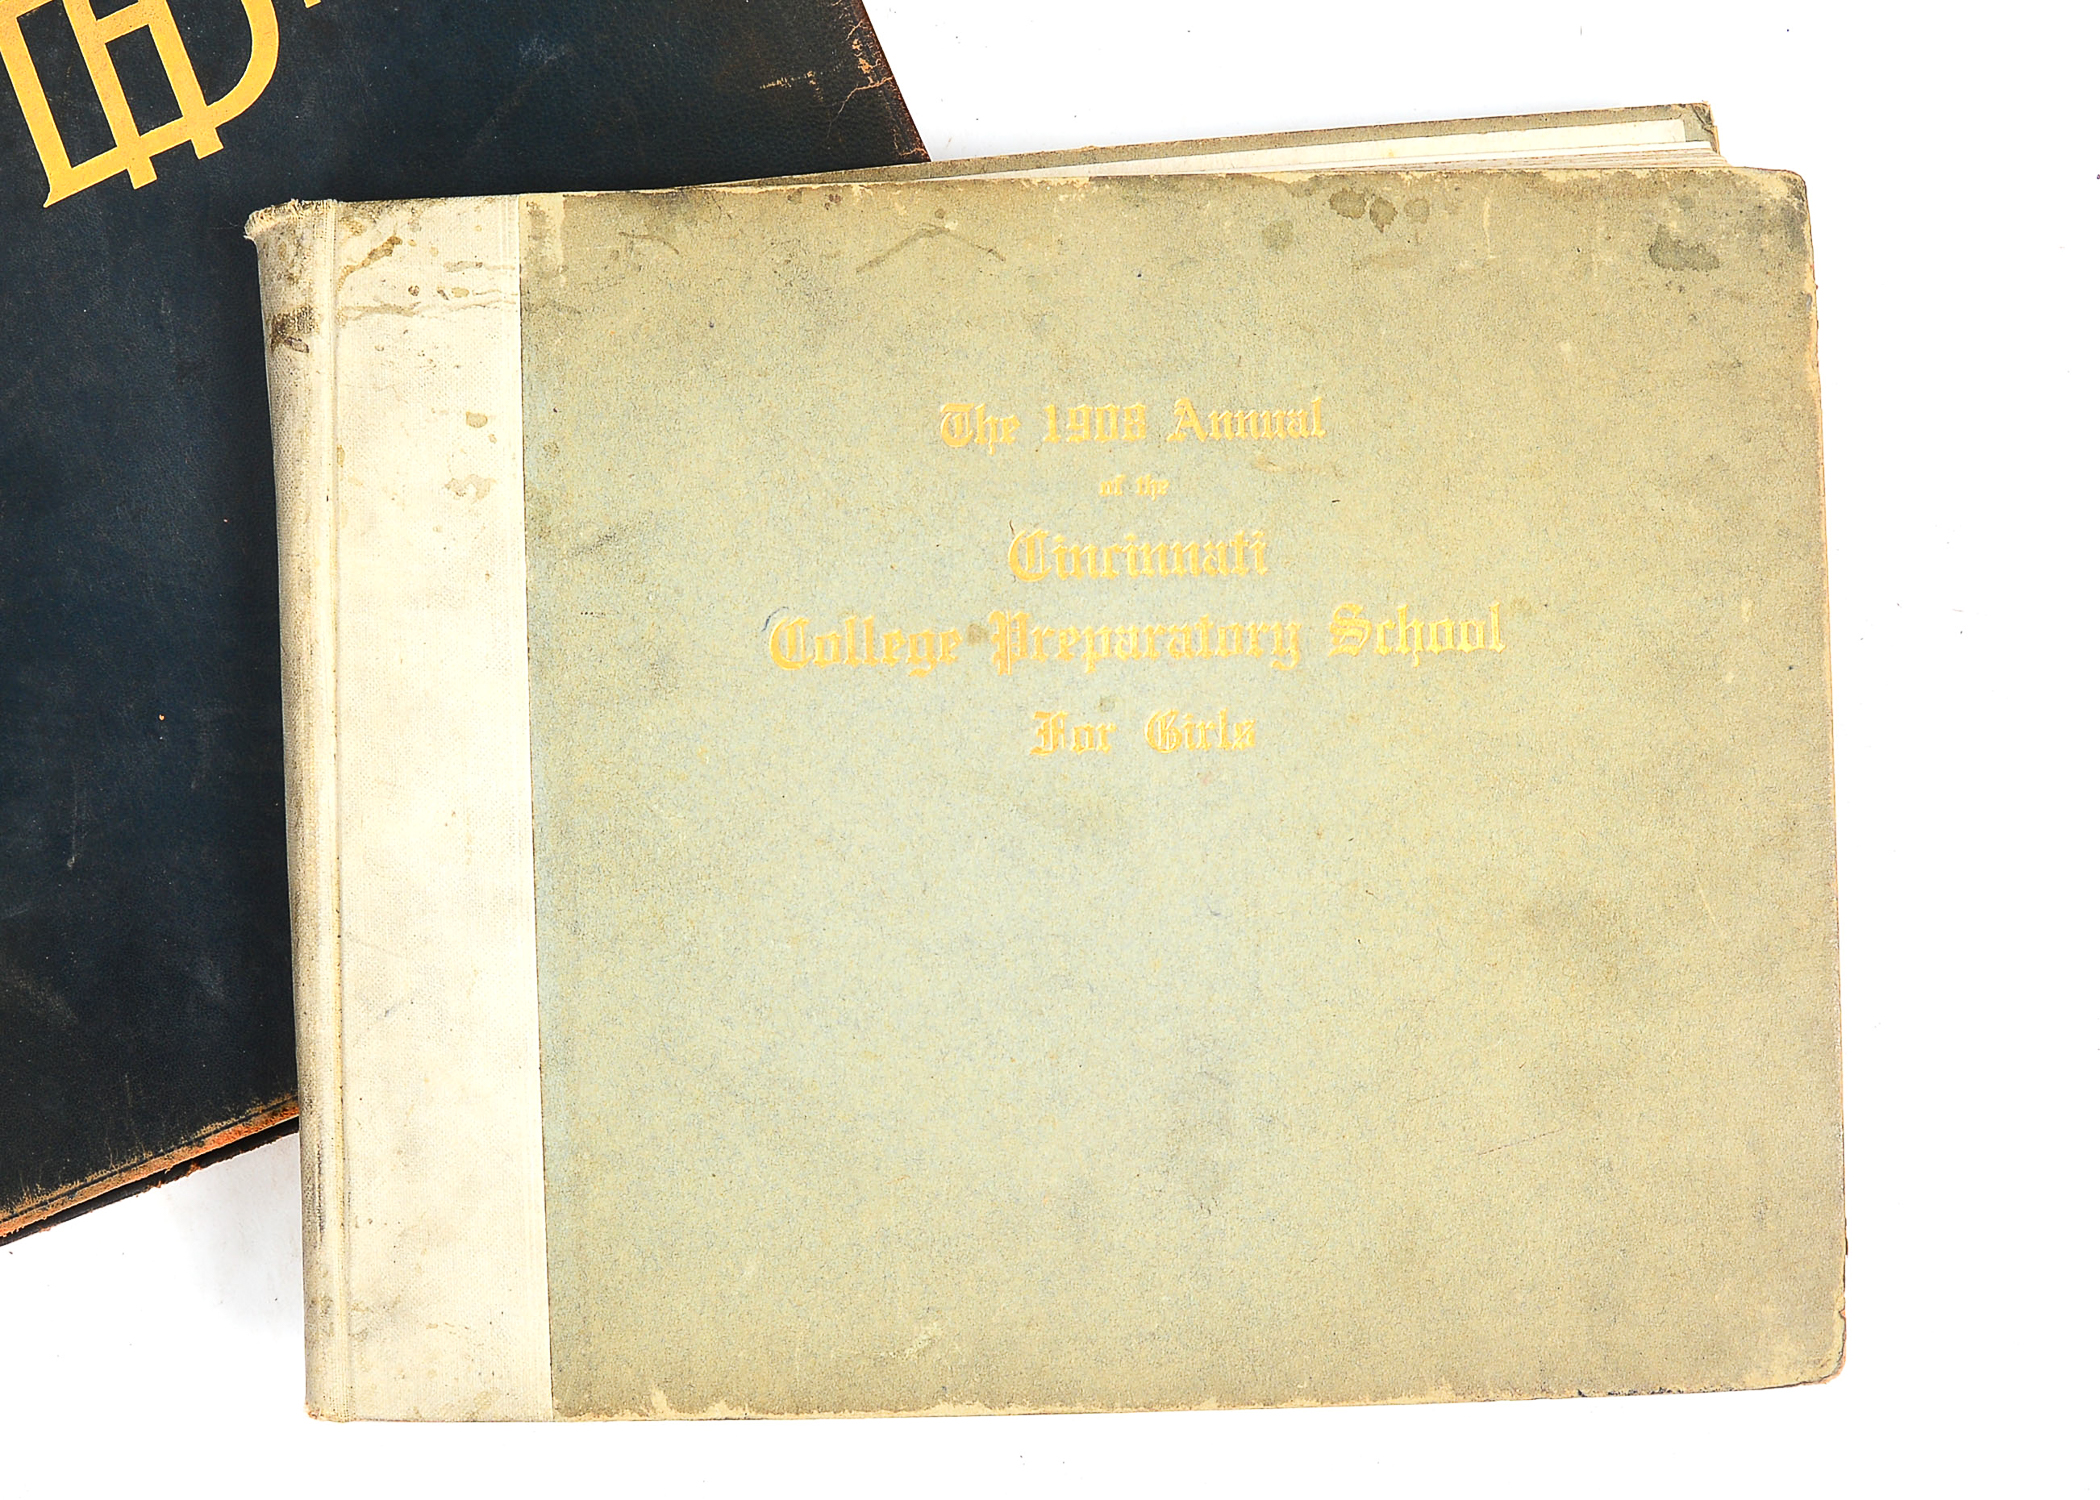 The 1908 Annual
of the
Cincinnati
College Preparatory School
For Girls